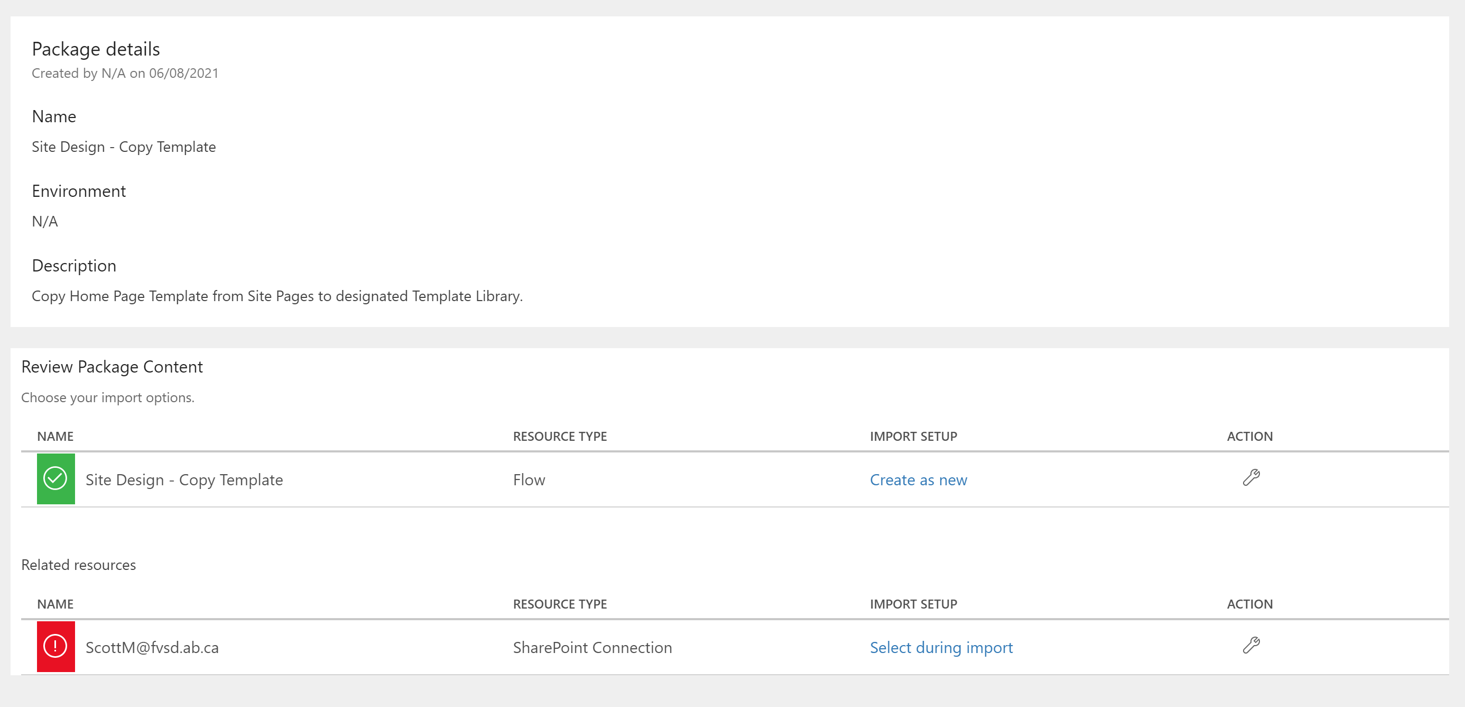 Package details
Created by N/A on 06/08/2021
Name
Site Design - Copy Template
Environment
N/A
Description
Copy Home Page Template from Site Pages to designated Template Library.
Review Package Content
Choose your import options.
NAME RESOURCE TYPE IMPORT SETUP ACTION
Site Design - Copy Template Flow Create as new
Related resources
NAME RESOURCE TYPE IMPORT SETUP ACTION
ScottM@fvsd.ab.ca SharePoint Connection Select during import